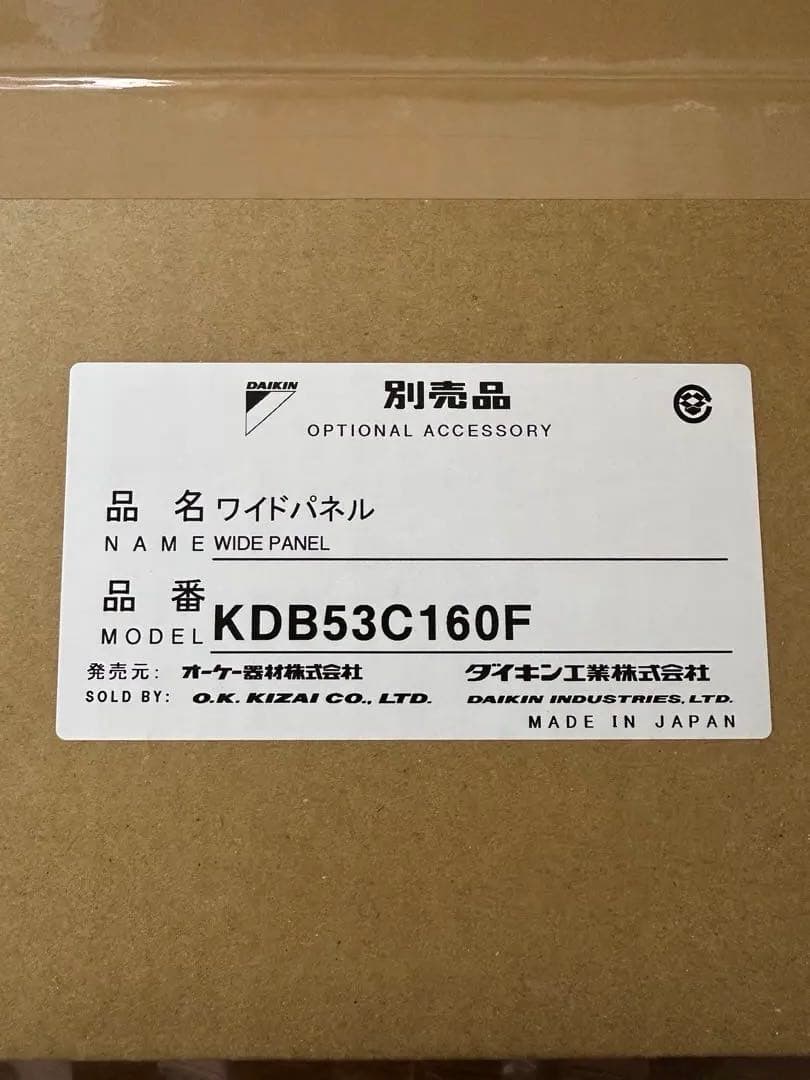 DAIKIN
別売品
OPTIONAL ACCESSORY
品 名 ワイドパネル
NAME WIDE PANEL
品 番
MODEL KDB53C160F
発売元: オーケー器材株式会社 ダイキン工業株式会社
SOLD BY: O.K. KIZAI CO., LTD. DAIKIN INDUSTRIES, LTD.
MADE IN JAPAN